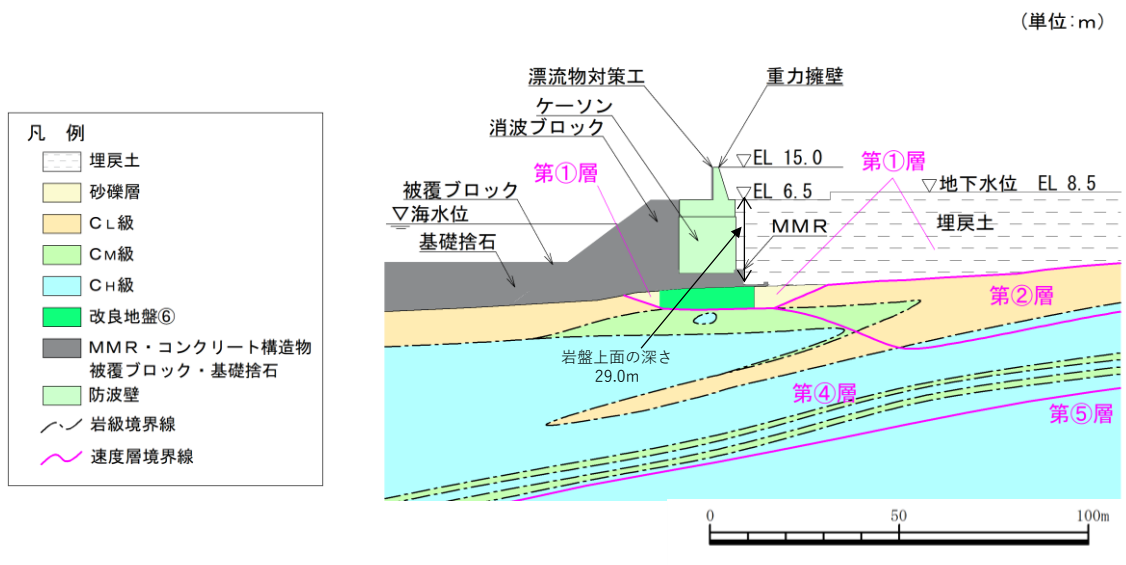 （単位：ｍ）
漂流物対策工
重力擁壁
ケーソン
消波ブロック
▽EL 15.0
第①層
第①層
被覆ブロック
▽EL 6.5
▽地下水位 EL 8.5
▽海水位
埋戻土
MMR
基礎捨石
第②層
岩盤上面の深さ
29.0m
第④層
第⑤層
凡 例
埋戻土
砂礫層
ＣL級
ＣM級
ＣH級
改良地盤⑥
ＭＭＲ・コンクリート構造物
被覆ブロック・基礎捨石
防波壁
岩級境界線
速度層境界線
0 50 100m